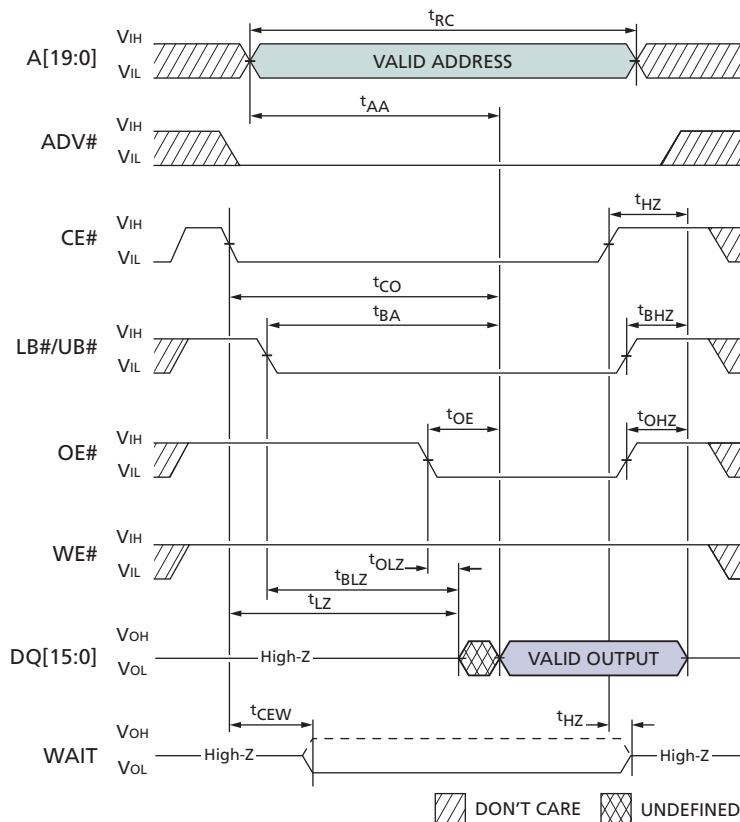 tRC
A[19:0]
VIH
VIL
VALID ADDRESS
tAA
ADV#
VIH
VIL
tHZ
CE#
VIH
VIL
tCO
tBA
tBHZ
LB#/UB#
VIH
VIL
tOE
tOHZ
OE#
VIH
VIL
WE#
VIH
VIL
tOLZ
tBLZ
tLZ
DQ[15:0]
VOH
VOL
High-Z
VALID OUTPUT
tCEW
tHZ
WAIT
VOH
VOL
High-Z
High-Z
DON'T CARE
UNDEFINED